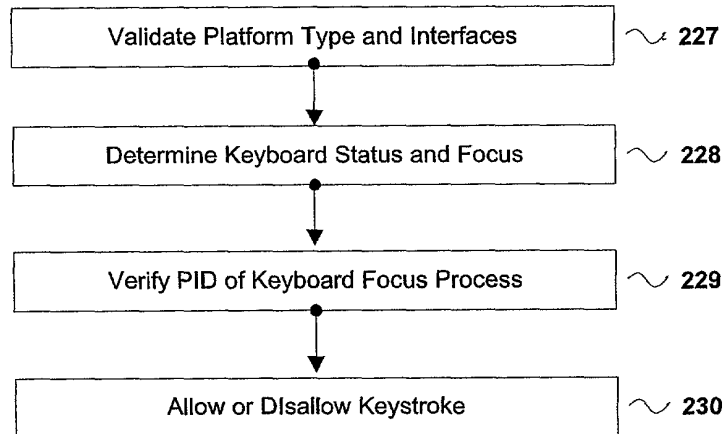 Validate Platform Type and Interfaces 227
Determine Keyboard Status and Focus 228
Verify PID of Keyboard Focus Process 229
Allow or DIsallow Keystroke 230